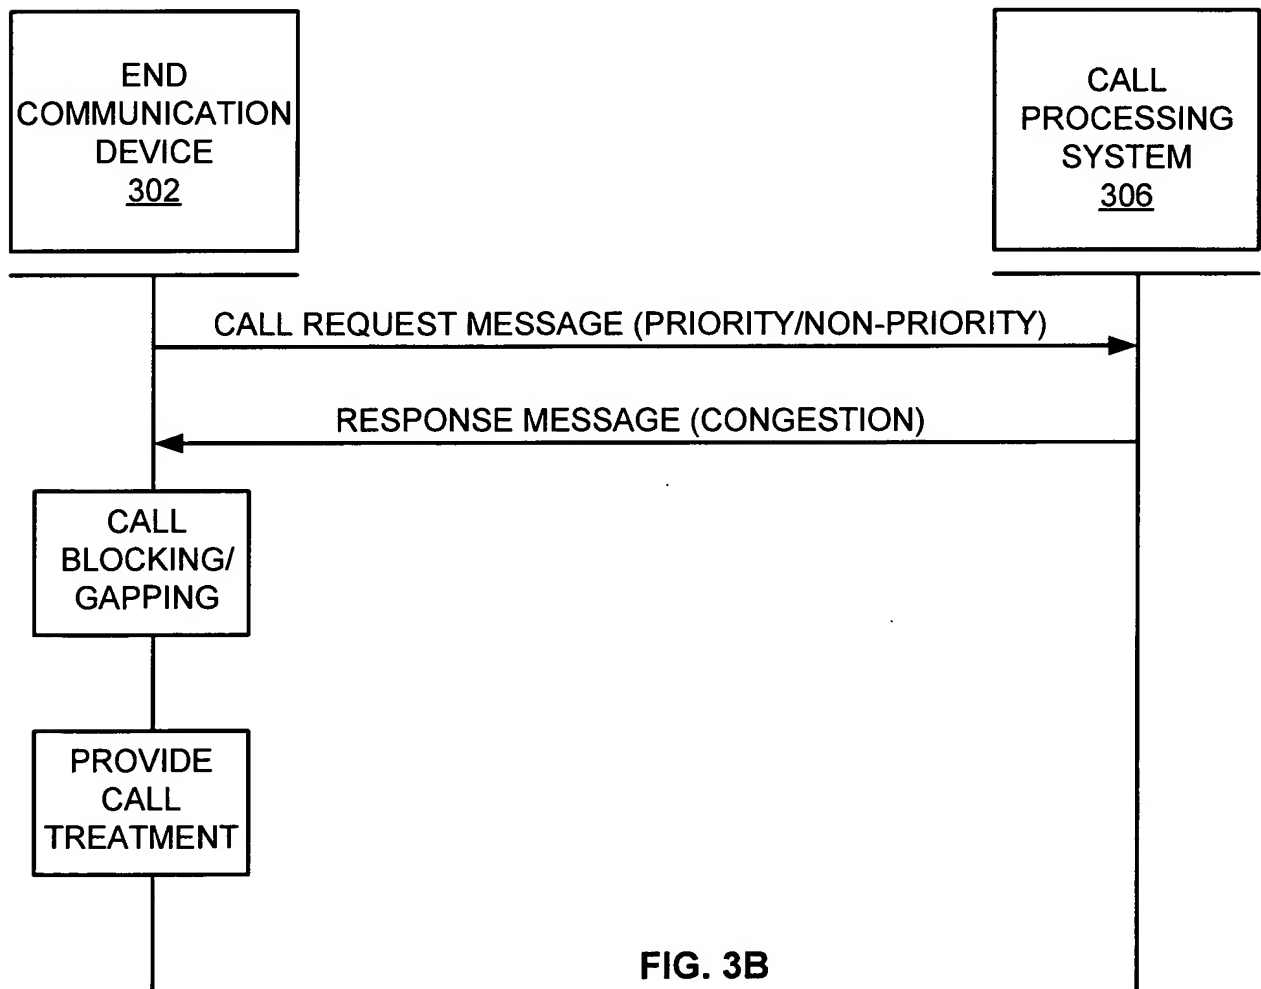 END
COMMUNICATION
DEVICE
302
CALL
PROCESSING
SYSTEM
306
CALL REQUEST MESSAGE (PRIORITY/NON-PRIORITY)
RESPONSE MESSAGE (CONGESTION)
CALL
BLOCKING/
GAPPING
PROVIDE
CALL
TREATMENT
FIG. 3B